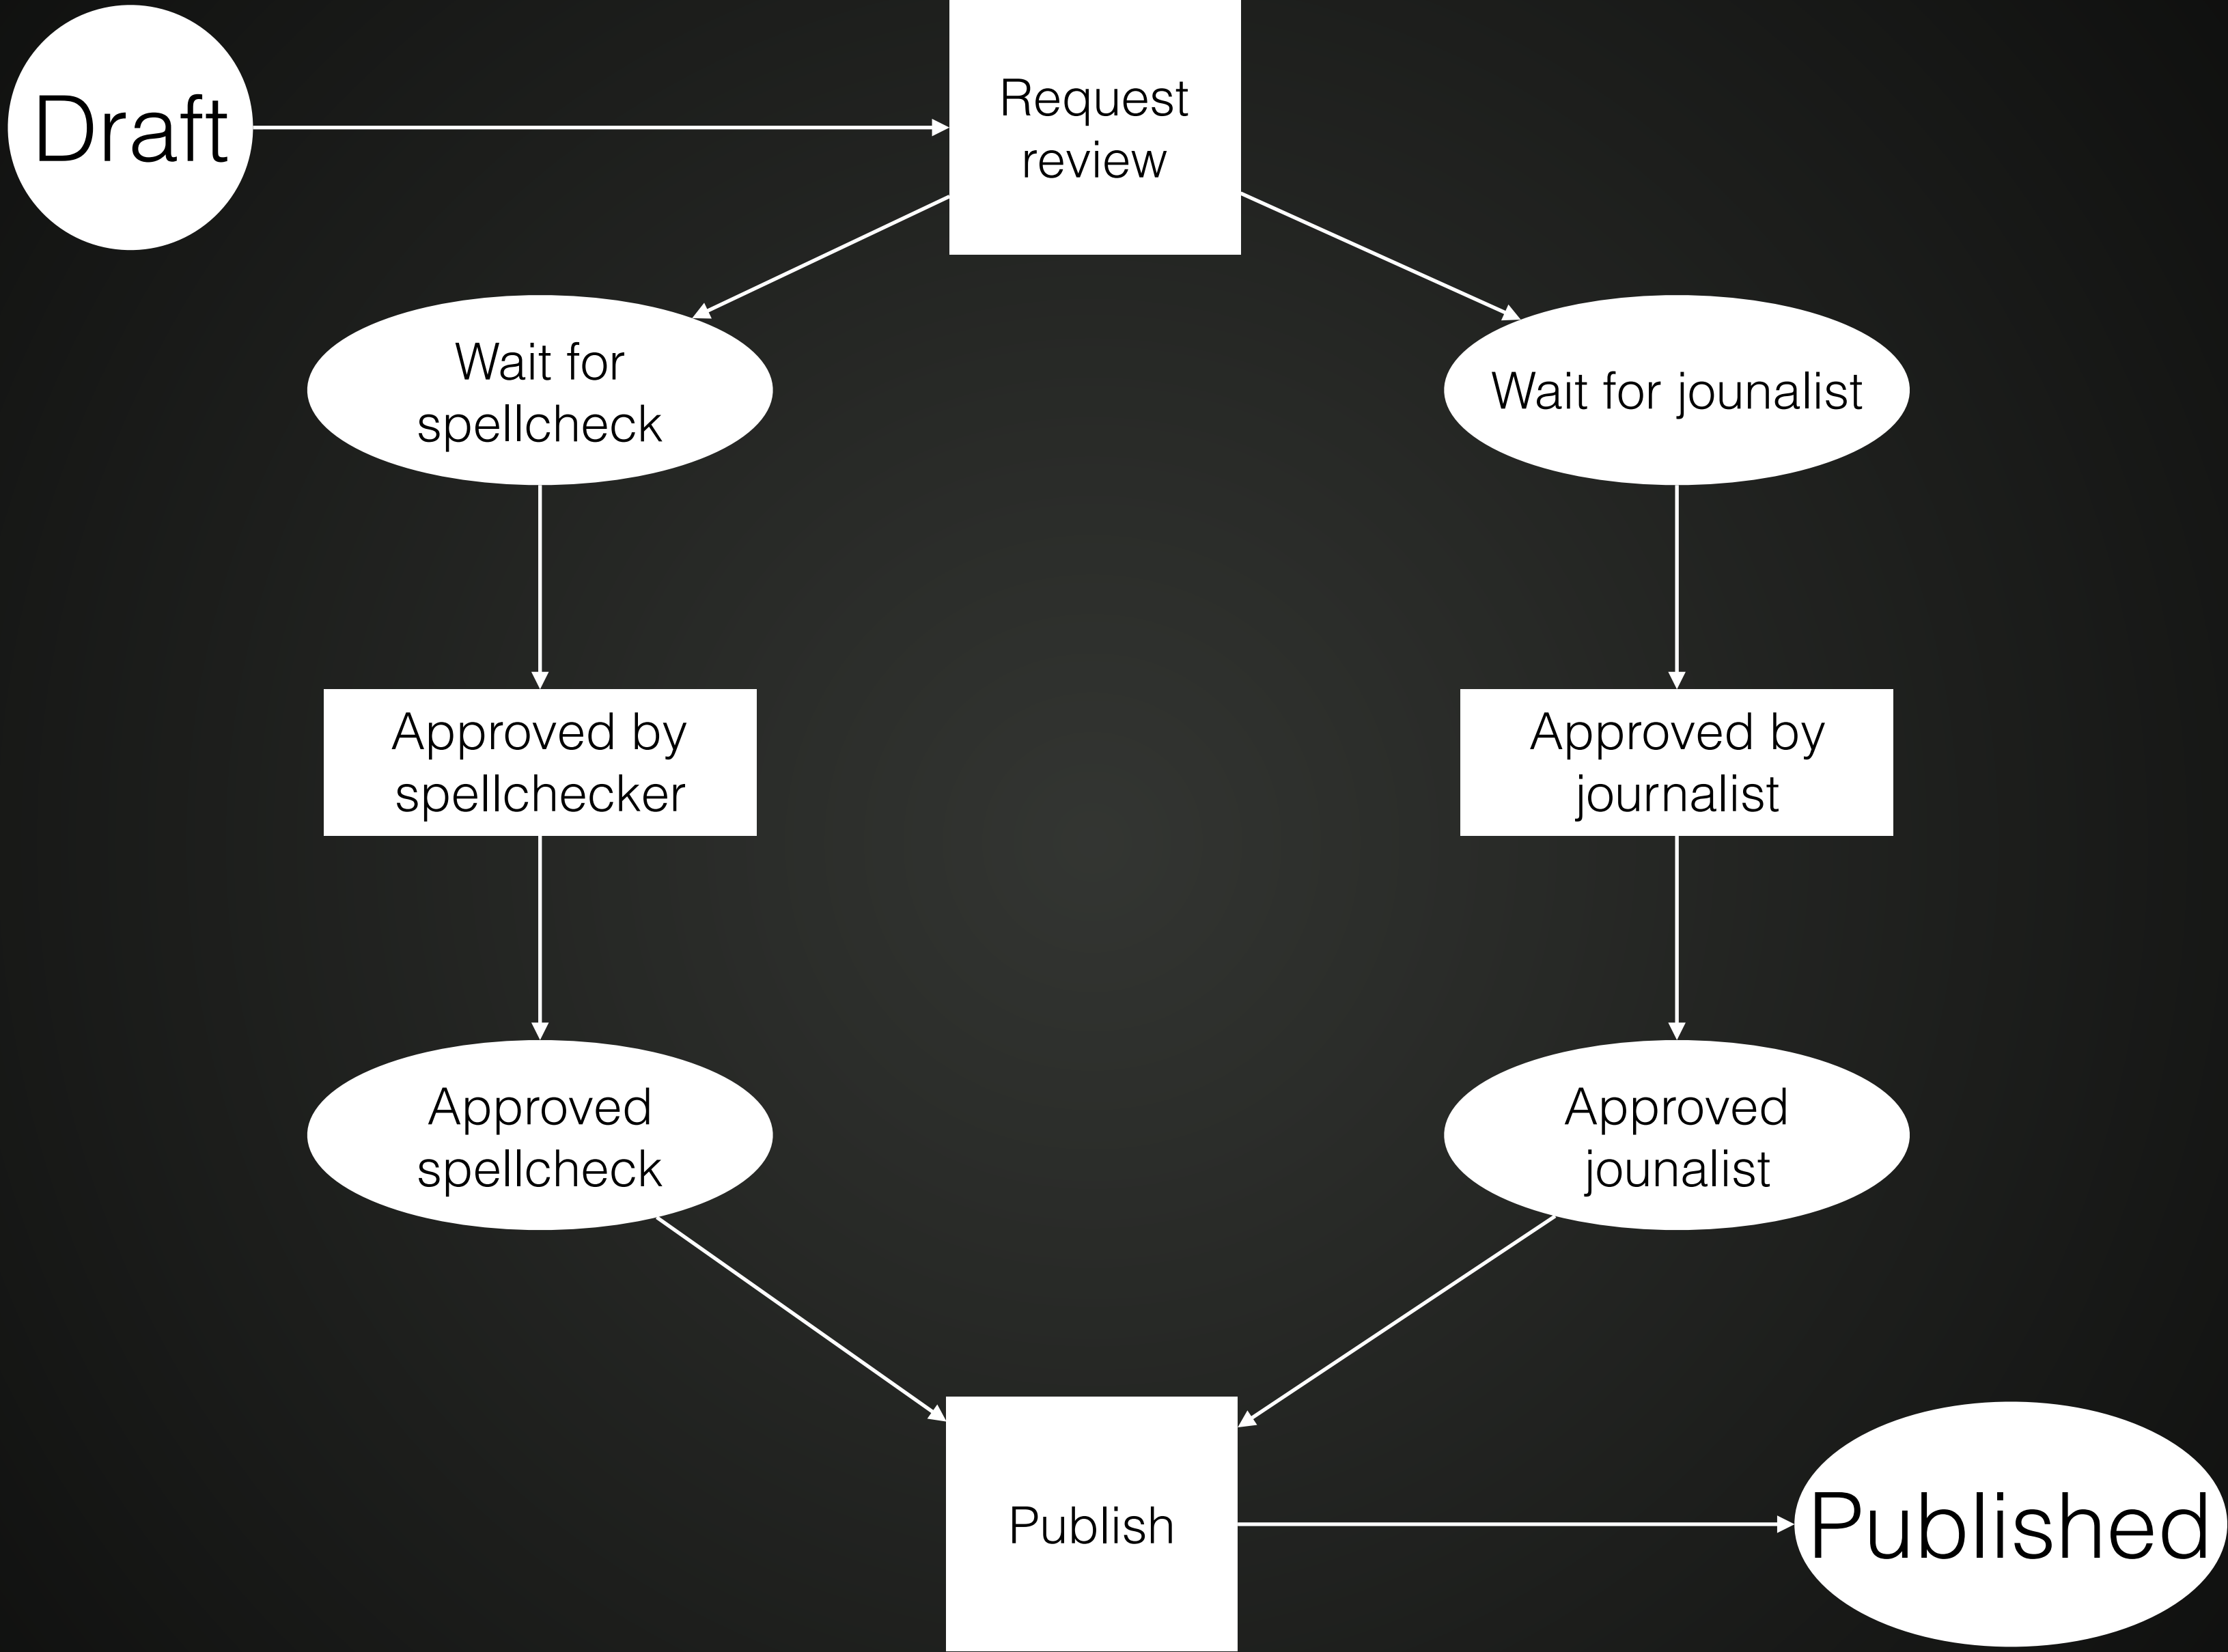 Draft
Request
review
Wait for
spellcheck
Wait for jounalist
Approved by
spellchecker
Approved by
journalist
Approved
spellcheck
Approved
jounalist
Publish
Published